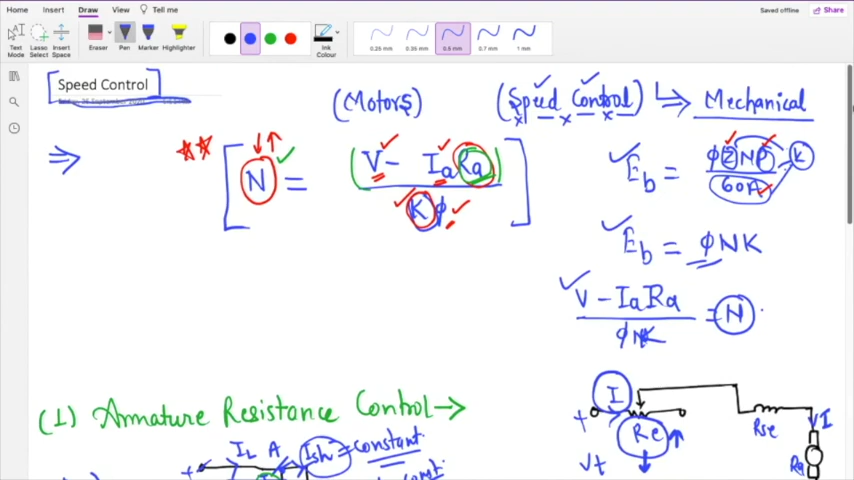 Home Insert Draw View Tell me Saved offline Share
Text Mode Lasso Select Insert Space Eraser Pen Marker Highlighter Ink Colour 0.25 mm 0.35 mm 0.5 mm 0.7 mm 1 mm
Speed Control
(Motors) (Speed Control) ⇒ Mechanical
⇒ [N = (V - IaRa) / Kφ]
Eb = φZNP / 60A K
Eb = φNK
V - IaRa / φNK = N
(1) Armature Resistance Control →
I
+ Re Rse I
Vt Ra
+ IL A Ish = constant